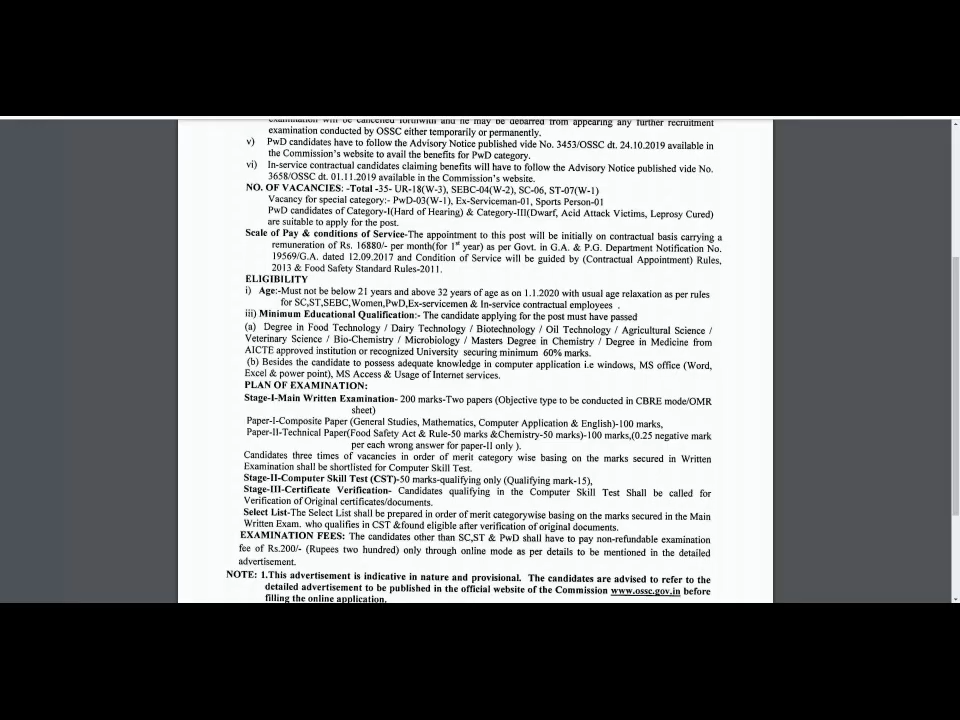 examination will be cancelled forthwith and he may be debarred from appearing any further recruitment
examination conducted by OSSC either temporarily or permanently.
v) PwD candidates have to follow the Advisory Notice published vide No. 3453/OSSC dt. 24.10.2019 available in
the Commission's website to avail the benefits for PwD category.
vi) In-service contractual candidates claiming benefits will have to follow the Advisory Notice published vide No.
3658/OSSC dt. 01.11.2019 available in the Commission's website.
NO. OF VACANCIES: -Total -35- UR-18(W-3), SEBC-04(W-2), SC-06, ST-07(W-1)
Vacancy for special category:- PwD-03(W-1), Ex-Serviceman-01, Sports Person-01
PwD candidates of Category-I(Hard of Hearing) & Category-III(Dwarf, Acid Attack Victims, Leprosy Cured)
are suitable to apply for the post.
Scale of Pay & conditions of Service-The appointment to this post will be initially on contractual basis carrying a
remuneration of Rs. 16880/- per month(for 1st year) as per Govt. in G.A. & P.G. Department Notification No.
19569/G.A. dated 12.09.2017 and Condition of Service will be guided by (Contractual Appointment) Rules,
2013 & Food Safety Standard Rules-2011.
ELIGIBILITY
i) Age:-Must not be below 21 years and above 32 years of age as on 1.1.2020 with usual age relaxation as per rules
for SC,ST,SEBC,Women,PwD,Ex-servicemen & In-service contractual employees .
iii) Minimum Educational Qualification:- The candidate applying for the post must have passed
(a) Degree in Food Technology / Dairy Technology / Biotechnology / Oil Technology / Agricultural Science /
Veterinary Science / Bio-Chemistry / Microbiology / Masters Degree in Chemistry / Degree in Medicine from
AICTE approved institution or recognized University securing minimum 60% marks.
(b) Besides the candidate to possess adequate knowledge in computer application i.e windows, MS office (Word,
Excel & power point), MS Access & Usage of Internet services.
PLAN OF EXAMINATION:
Stage-I-Main Written Examination- 200 marks-Two papers (Objective type to be conducted in CBRE mode/OMR
sheet)
Paper-I-Composite Paper (General Studies, Mathematics, Computer Application & English)-100 marks,
Paper-II-Technical Paper(Food Safety Act & Rule-50 marks &Chemistry-50 marks)-100 marks,(0.25 negative mark
per each wrong answer for paper-II only ).
Candidates three times of vacancies in order of merit category wise basing on the marks secured in Written
Examination shall be shortlisted for Computer Skill Test.
Stage-II-Computer Skill Test (CST)-50 marks-qualifying only (Qualifying mark-15),
Stage-III-Certificate Verification- Candidates qualifying in the Computer Skill Test Shall be called for
Verification of Original certificates/documents.
Select List-The Select List shall be prepared in order of merit categorywise basing on the marks secured in the Main
Written Exam. who qualifies in CST &found eligible after verification of original documents.
EXAMINATION FEES: The candidates other than SC,ST & PwD shall have to pay non-refundable examination
fee of Rs.200/- (Rupees two hundred) only through online mode as per details to be mentioned in the detailed
advertisement.
NOTE: 1.This advertisement is indicative in nature and provisional. The candidates are advised to refer to the
detailed advertisement to be published in the official website of the Commission www.ossc.gov.in before
filling the online application.